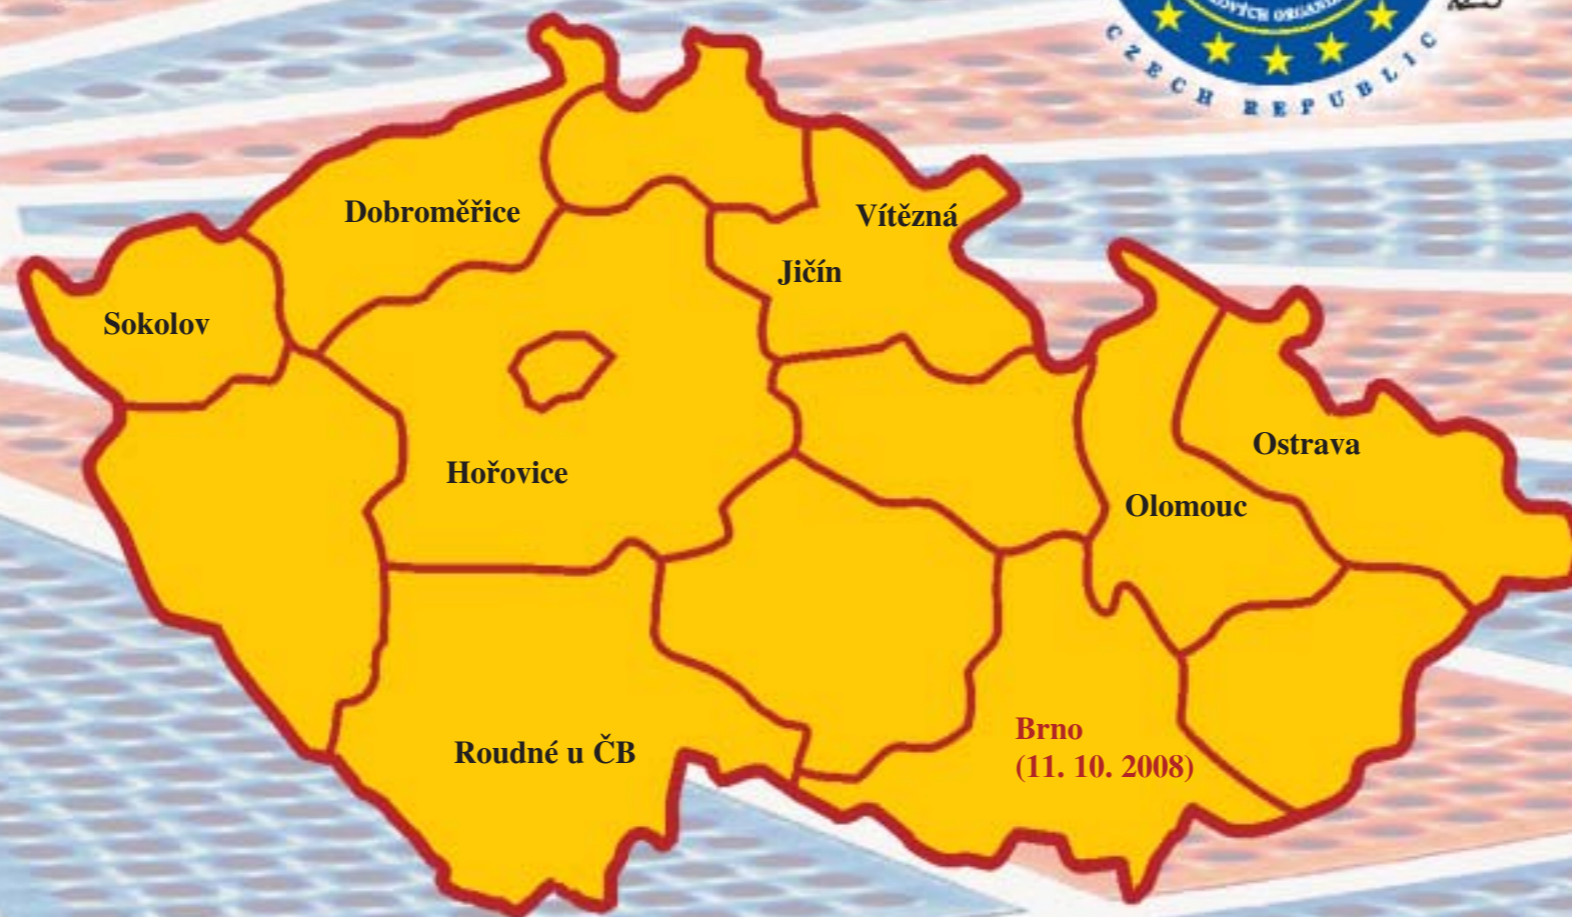 CZECH REPUBLIC
Dobroměřice
Vítězná
Jičín
Sokolov
Ostrava
Hořovice
Olomouc
Brno
(11. 10. 2008)
Roudné u ČB